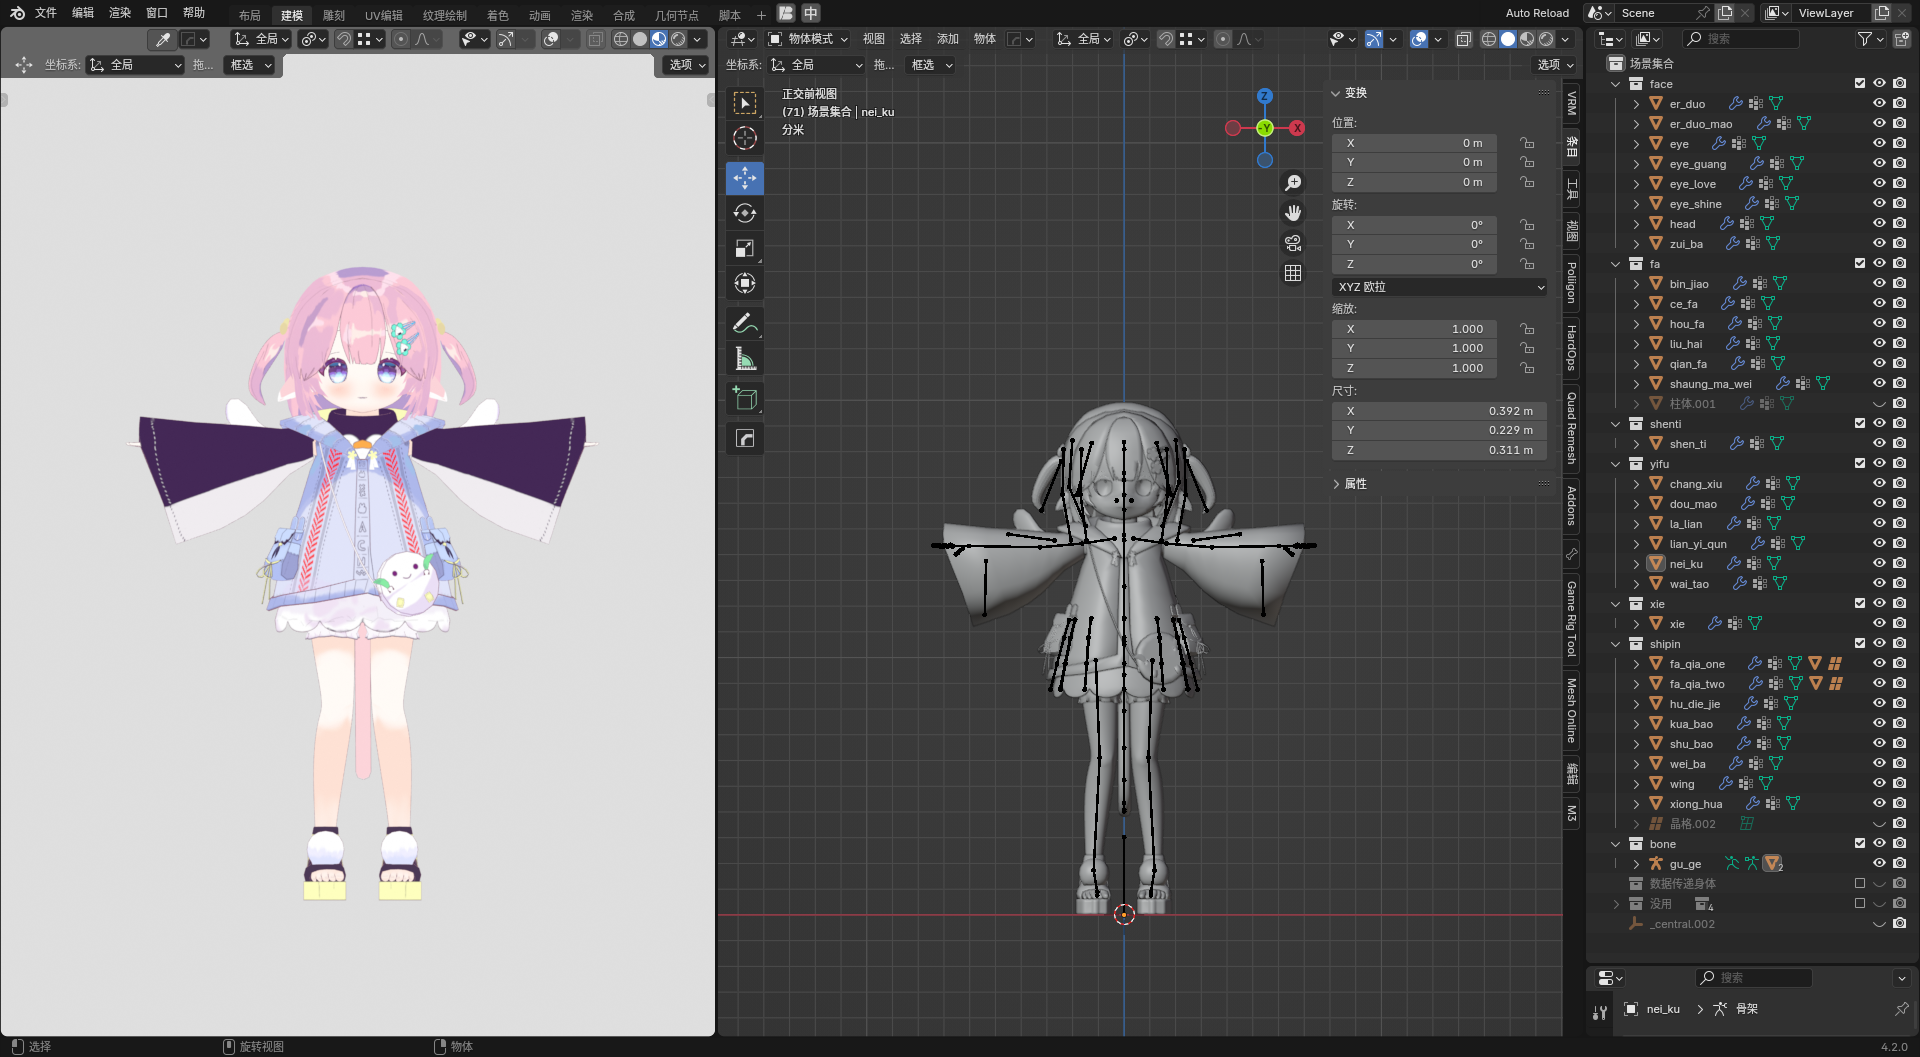 文件 编辑 渲染 窗口 帮助 布局 建模 雕刻 UV编辑 纹理绘制 着色 动画 渲染 合成 几何节点 脚本 + 中 Auto Reload Scene ViewLayer
全局
坐标系: 全局 拖... 框选 选项
物体模式 视图 选择 添加 物体 全局
坐标系: 全局 拖... 框选 选项
正交前视图
(71) 场景集合 | nei_ku
分米
Z
-Y
X
变换
位置:
X 0 m
Y 0 m
Z 0 m
旋转:
X 0°
Y 0°
Z 0°
XYZ 欧拉
缩放:
X 1.000
Y 1.000
Z 1.000
尺寸:
X 0.392 m
Y 0.229 m
Z 0.311 m
属性
VRM
条目
工具
视图
Poliigon
HardOps
Quad Remesh
Addons
Game Rig Tool
Mesh Online
编辑
M3
搜索
场景集合
face
er_duo
er_duo_mao
eye
eye_guang
eye_love
eye_shine
head
zui_ba
fa
bin_jiao
ce_fa
hou_fa
liu_hai
qian_fa
shaung_ma_wei
柱体.001
shenti
shen_ti
yifu
chang_xiu
dou_mao
la_lian
lian_yi_qun
nei_ku
wai_tao
xie
xie
shipin
fa_qia_one
fa_qia_two
hu_die_jie
kua_bao
shu_bao
wei_ba
wing
xiong_hua
晶格.002
bone
gu_ge 2
数据传递身体
没用 4
_central.002
搜索
nei_ku 骨架
选择 旋转视图 物体 4.2.0